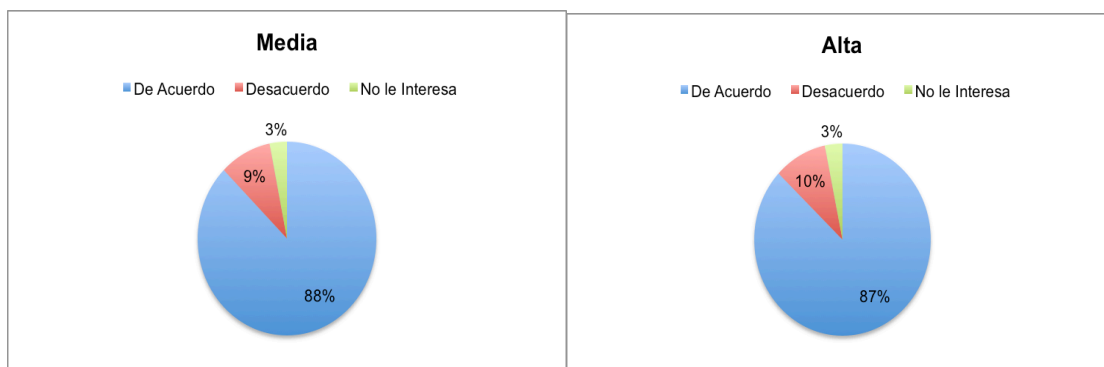 Media
De Acuerdo Desacuerdo No le Interesa
3%
9%
88%
Alta
De Acuerdo Desacuerdo No le Interesa
3%
10%
87%